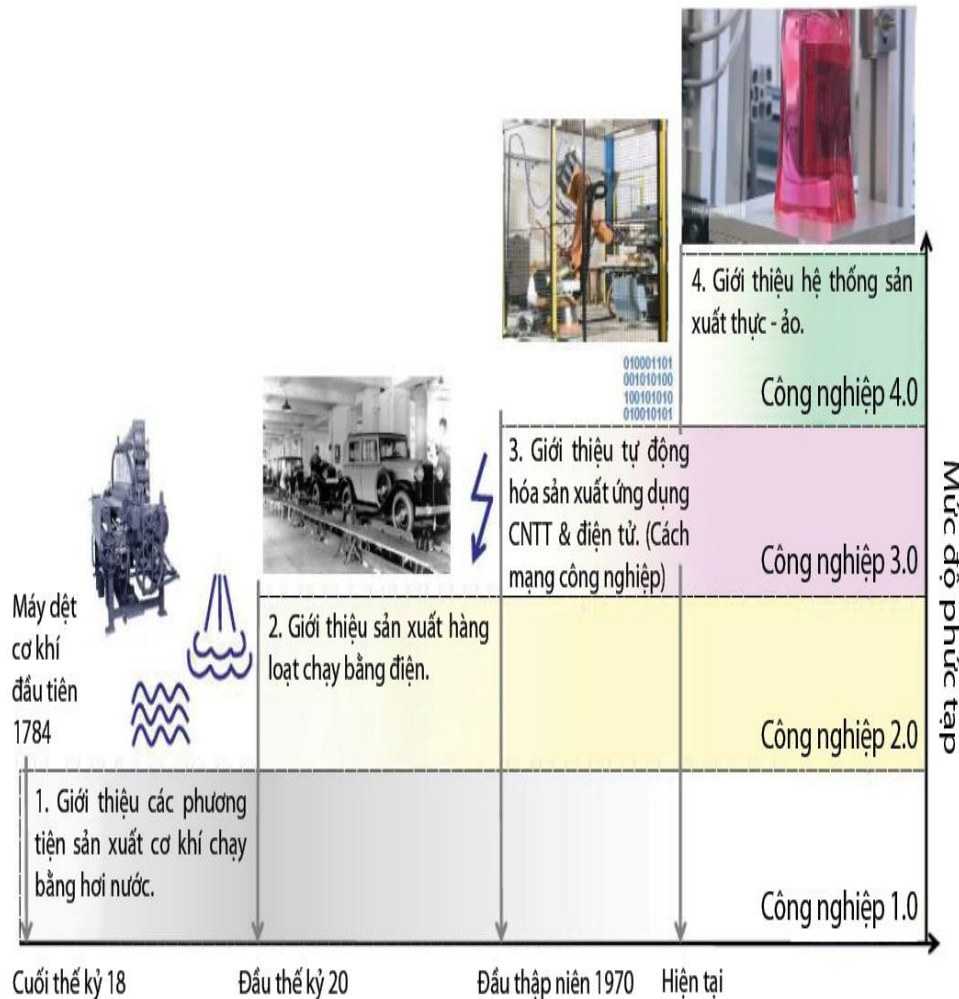 4. Giới thiệu hệ thống sản
xuất thực - ảo.
Công nghiệp 4.0
010001101
001010100
100101010
010010101
3. Giới thiệu tự động
hóa sản xuất ứng dụng
CNTT & điện tử. (Cách
mạng công nghiệp)
Công nghiệp 3.0
Mức độ phức tạp
Máy dệt
cơ khí
đầu tiên
1784
2. Giới thiệu sản xuất hàng
loạt chạy bằng điện.
Công nghiệp 2.0
1. Giới thiệu các phương
tiện sản xuất cơ khí chạy
bằng hơi nước.
Công nghiệp 1.0
Cuối thế kỷ 18
Đầu thế kỷ 20
Đầu thập niên 1970
Hiện tại